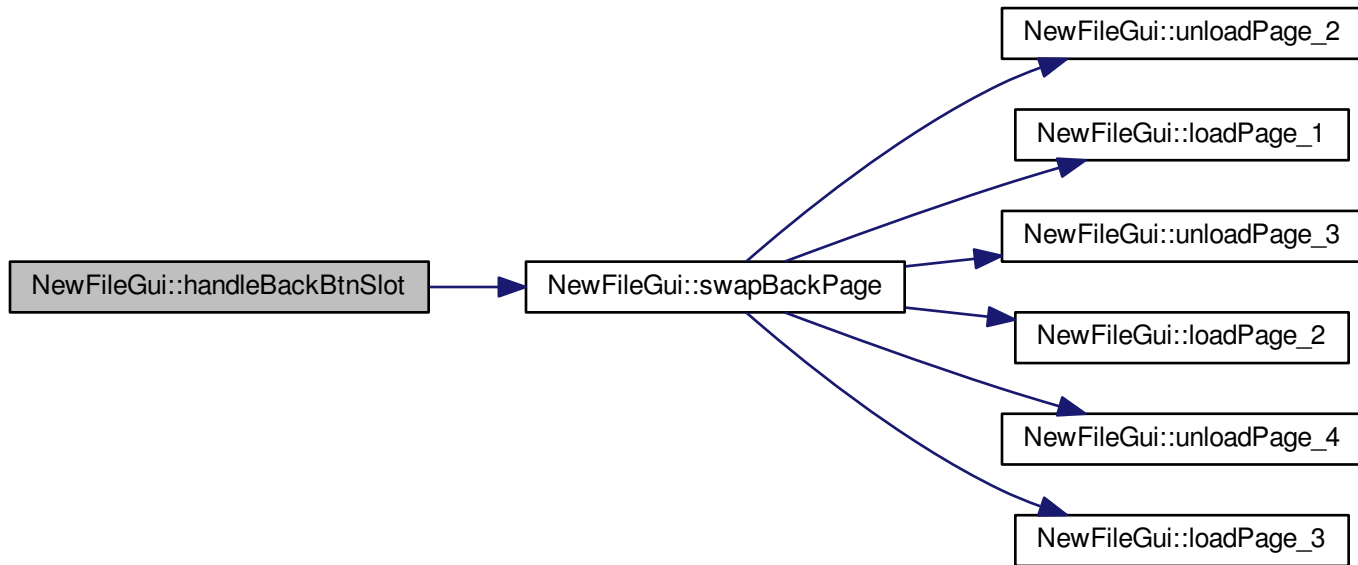 NewFileGui::handleBackBtnSlot
NewFileGui::swapBackPage
NewFileGui::unloadPage_2
NewFileGui::loadPage_1
NewFileGui::unloadPage_3
NewFileGui::loadPage_2
NewFileGui::unloadPage_4
NewFileGui::loadPage_3